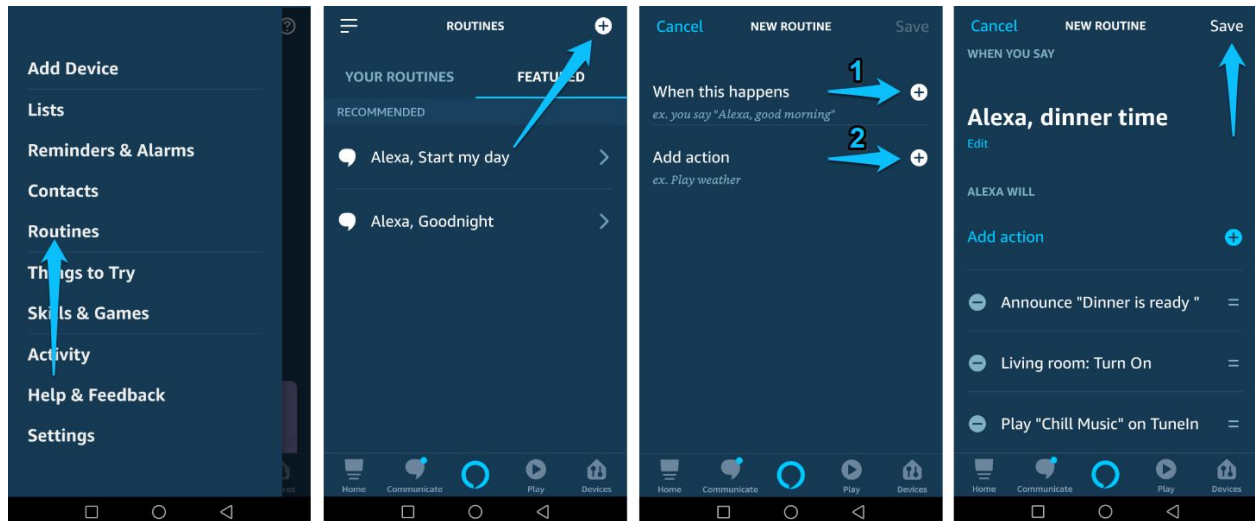 Add Device
Lists
Reminders & Alarms
Contacts
Routines
Things to Try
Skills & Games
Activity
Help & Feedback
Settings
ROUTINES
YOUR ROUTINES FEATURED
RECOMMENDED
Alexa, Start my day
Alexa, Goodnight
Home Communicate Play Devices
Cancel NEW ROUTINE Save
1
When this happens
ex. you say "Alexa, good morning"
2
Add action
ex. Play weather
Home Communicate Play Devices
Cancel NEW ROUTINE Save
WHEN YOU SAY
Alexa, dinner time
Edit
ALEXA WILL
Add action
Announce "Dinner is ready "
Living room: Turn On
Play "Chill Music" on TuneIn
Home Communicate Play Devices